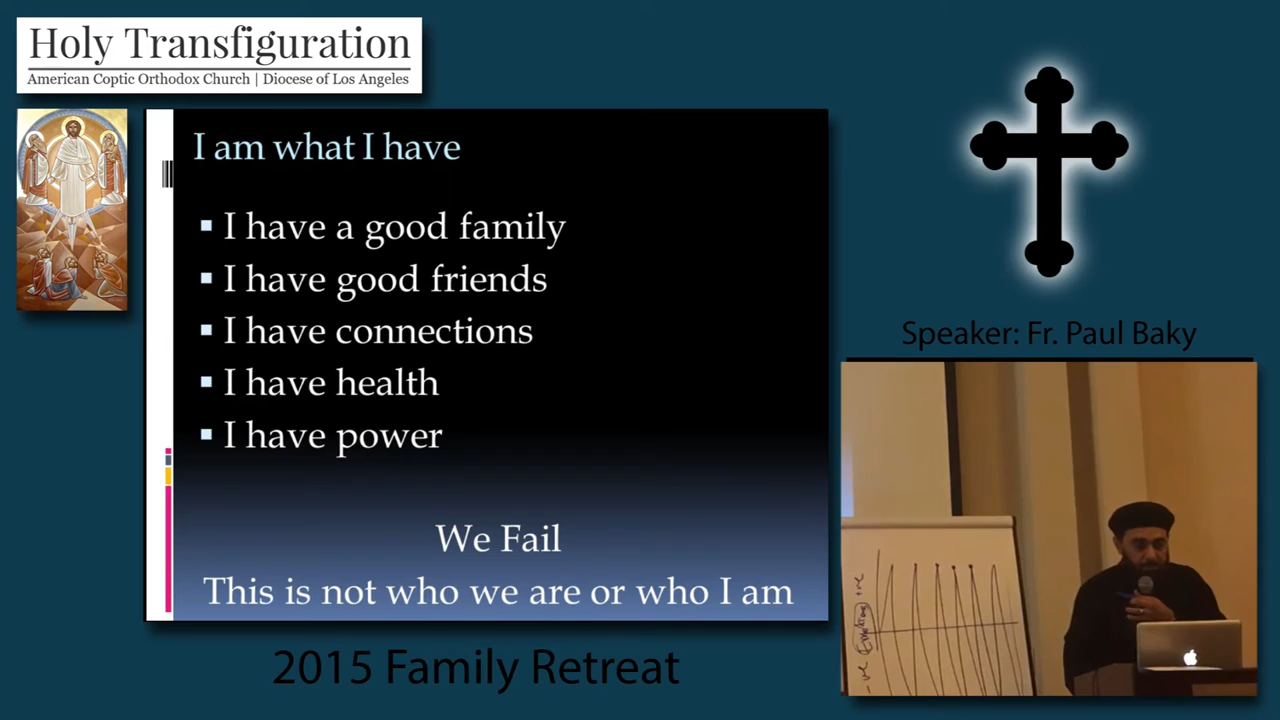 Holy Transfiguration
American Coptic Orthodox Church | Diocese of Los Angeles
I am what I have
I have a good family
I have good friends
I have connections
I have health
I have power
We Fail
This is not who we are or who I am
2015 Family Retreat
Speaker: Fr. Paul Baky
+ve
-ve